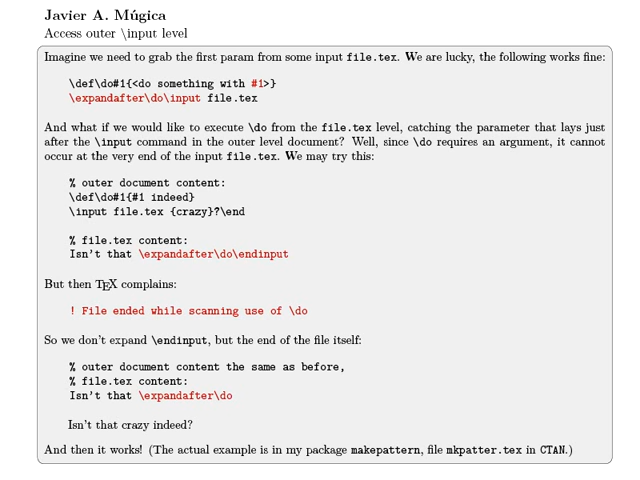 Javier A. Múgica
Access outer \input level
Imagine we need to grab the first param from some input file.tex. We are lucky, the following works fine:
\def\do#1{<do something with #1>}
\expandafter\do\input file.tex
And what if we would like to execute \do from the file.tex level, catching the parameter that lays just
after the \input command in the outer level document? Well, since \do requires an argument, it cannot
occur at the very end of the input file.tex. We may try this:
% outer document content:
\def\do#1{#1 indeed}
\input file.tex {crazy}?\end
% file.tex content:
Isn't that \expandafter\do\endinput
But then TEX complains:
! File ended while scanning use of \do
So we don't expand \endinput, but the end of the file itself:
% outer document content the same as before,
% file.tex content:
Isn't that \expandafter\do
Isn't that crazy indeed?
And then it works! (The actual example is in my package makepattern, file mkpatter.tex in CTAN.)